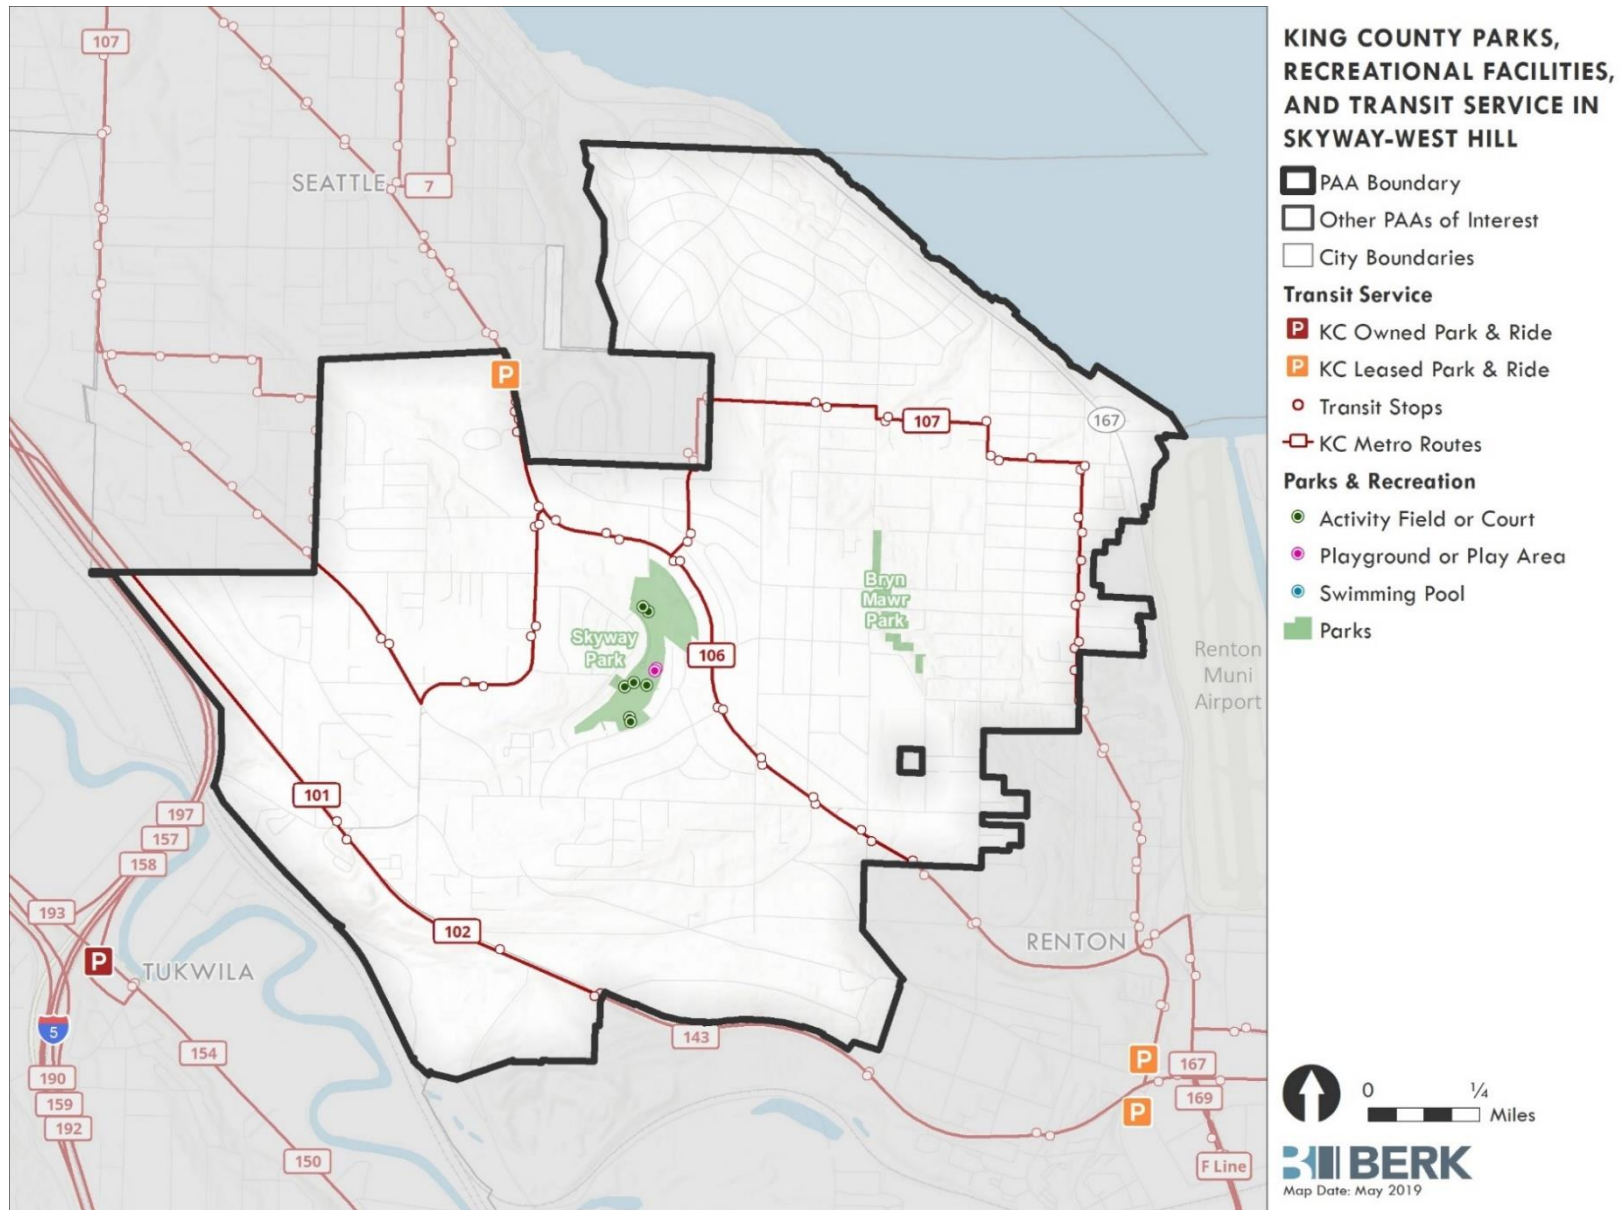 107
SEATTLE
7
P
107
167
Bryn
Mawr
Park
Skyway
Park
106
Renton
Muni
Airport
101
197
157
158
102
193
P
TUKWILA
RENTON
5
143
154
190
159
192
150
P
167
P
169
F Line
KING COUNTY PARKS,
RECREATIONAL FACILITIES,
AND TRANSIT SERVICE IN
SKYWAY-WEST HILL
PAA Boundary
Other PAAs of Interest
City Boundaries
Transit Service
P KC Owned Park & Ride
P KC Leased Park & Ride
Transit Stops
KC Metro Routes
Parks & Recreation
Activity Field or Court
Playground or Play Area
Swimming Pool
Parks
0 ¼
Miles
BERK
Map Date: May 2019